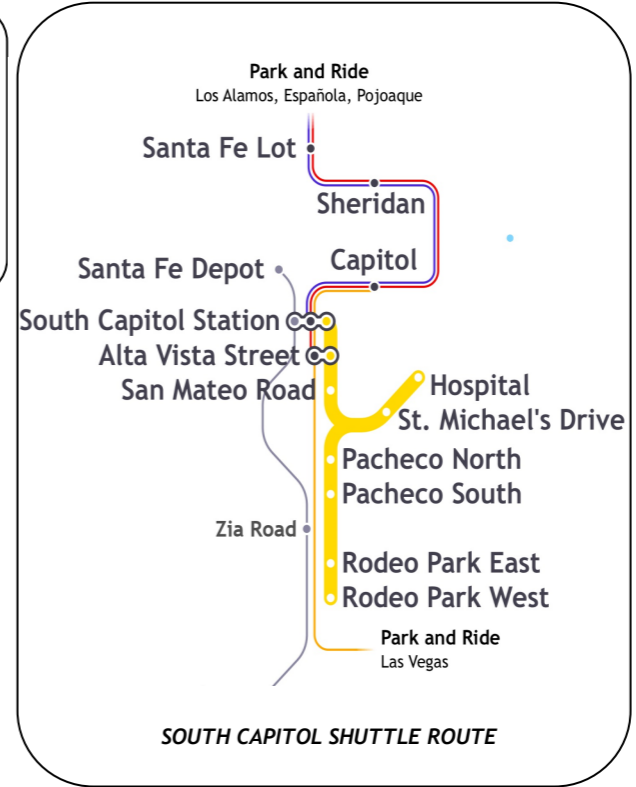 Park and Ride
Los Alamos, Española, Pojoaque
Santa Fe Lot
Sheridan
Capitol
Santa Fe Depot
South Capitol Station
Alta Vista Street
San Mateo Road
Hospital
St. Michael's Drive
Pacheco North
Pacheco South
Zia Road
Rodeo Park East
Rodeo Park West
Park and Ride
Las Vegas
SOUTH CAPITOL SHUTTLE ROUTE